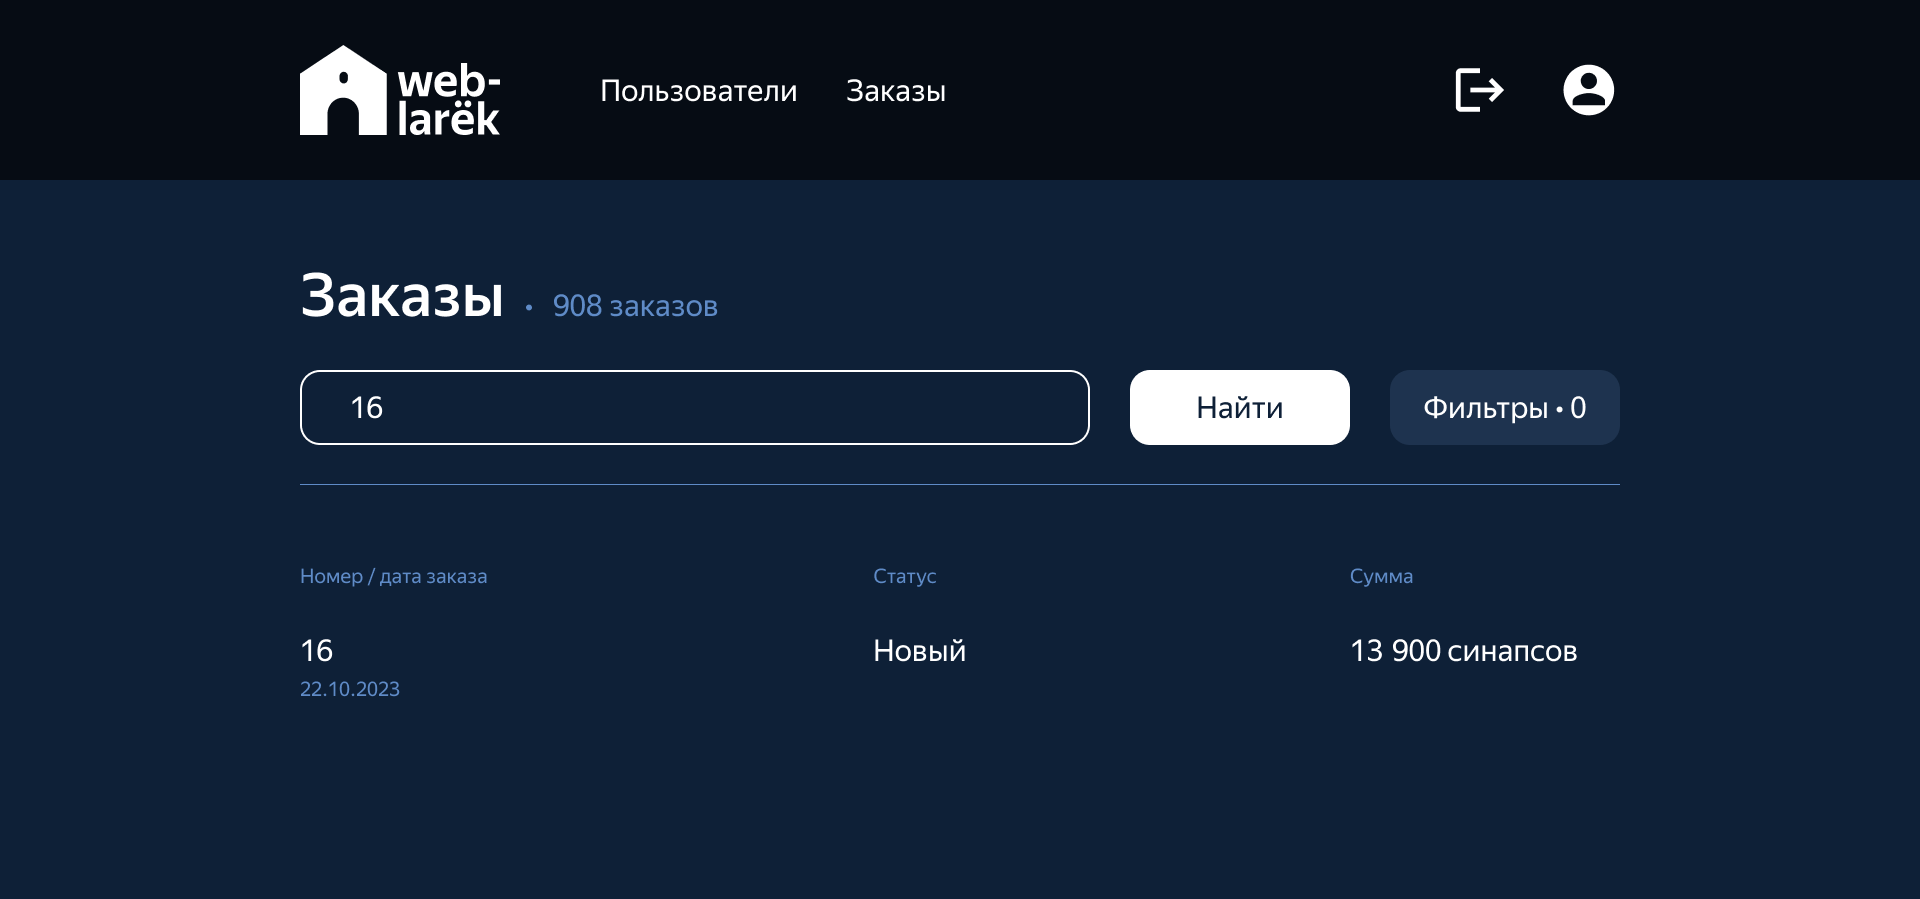 web-
larëk
Пользователи
Заказы
Заказы • 908 заказов
16
Найти
Фильтры • 0
Номер / дата заказа
Статус
Сумма
16
Новый
13 900 синапсов
22.10.2023